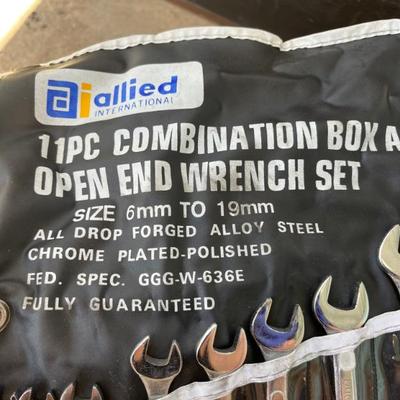 allied
INTERNATIONAL
11PC COMBINATION BOX A
OPEN END WRENCH SET
SIZE 6mm TO 19mm
ALL DROP FORGED ALLOY STEEL
CHROME PLATED-POLISHED
FED. SPEC. GGG-W-636E
FULLY GUARANTEED